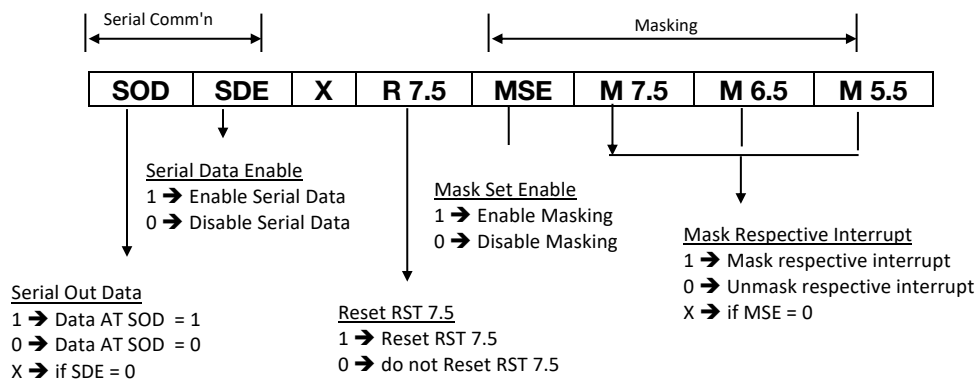 Serial Comm'n
Masking
SOD SDE X R 7.5 MSE M 7.5 M 6.5 M 5.5
Serial Data Enable
1 ➔ Enable Serial Data
0 ➔ Disable Serial Data
Mask Set Enable
1 ➔ Enable Masking
0 ➔ Disable Masking
Mask Respective Interrupt
1 ➔ Mask respective interrupt
0 ➔ Unmask respective interrupt
X ➔ if MSE = 0
Serial Out Data
1 ➔ Data AT SOD = 1
0 ➔ Data AT SOD = 0
X ➔ if SDE = 0
Reset RST 7.5
1 ➔ Reset RST 7.5
0 ➔ do not Reset RST 7.5